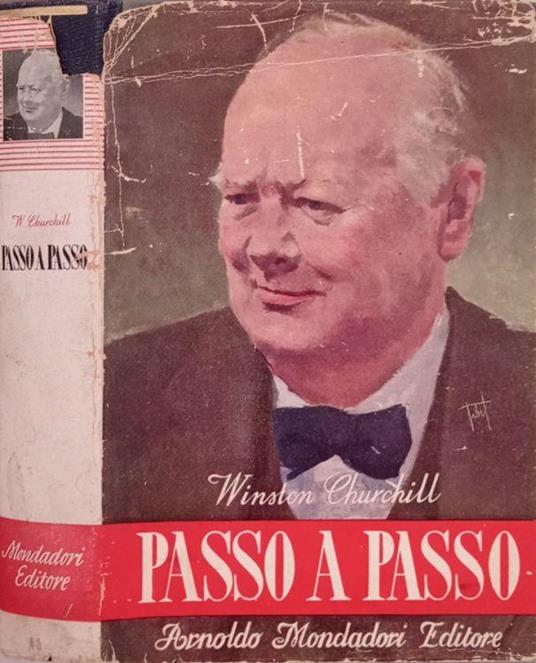 W. Churchill
PASSO A PASSO
Mondadori
Editore
Winston Churchill
PASSO A PASSO
Arnoldo Mondadori Editore